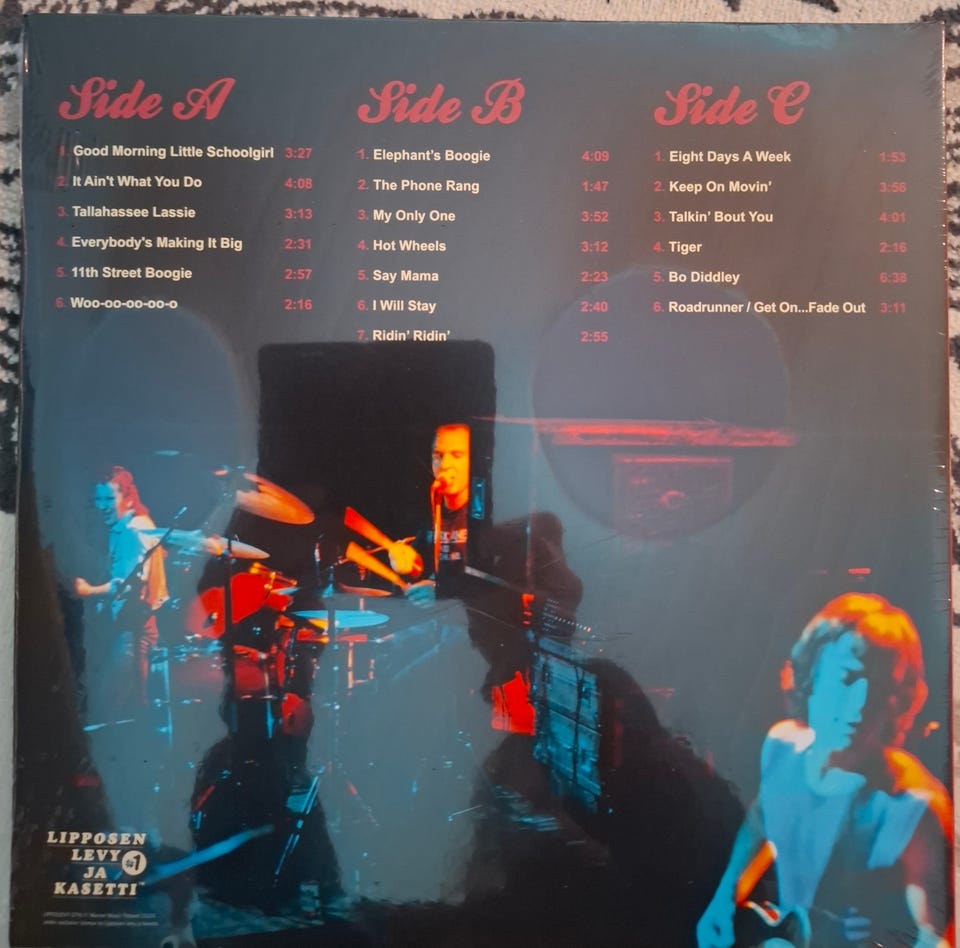 Side A
1. Good Morning Little Schoolgirl 3:27
2. It Ain't What You Do 4:08
3. Tallahassee Lassie 3:13
4. Everybody's Making It Big 2:31
5. 11th Street Boogie 2:57
6. Woo-oo-oo-oo-o 2:16
Side B
1. Elephant's Boogie 4:09
2. The Phone Rang 1:47
3. My Only One 3:52
4. Hot Wheels 3:12
5. Say Mama 2:23
6. I Will Stay 2:40
7. Ridin' Ridin' 2:55
Side C
1. Eight Days A Week 1:53
2. Keep On Movin' 3:56
3. Talkin' Bout You 4:01
4. Tiger 2:16
5. Bo Diddley 6:38
6. Roadrunner / Get On...Fade Out 3:11
LIPPOSEN
LEVY #1
JA
KASETTI™